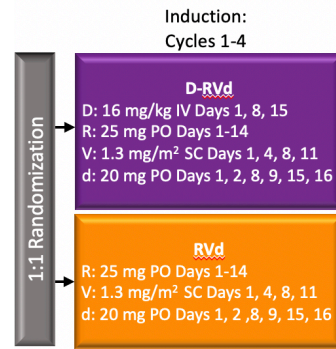 Induction:
Cycles 1-4
1:1 Randomization
D-RVd
D: 16 mg/kg IV Days 1, 8, 15
R: 25 mg PO Days 1-14
V: 1.3 mg/m² SC Days 1, 4, 8, 11
d: 20 mg PO Days 1, 2, 8, 9, 15, 16
RVd
R: 25 mg PO Days 1-14
V: 1.3 mg/m² SC Days 1, 4, 8, 11
d: 20 mg PO Days 1, 2 ,8, 9, 15, 16